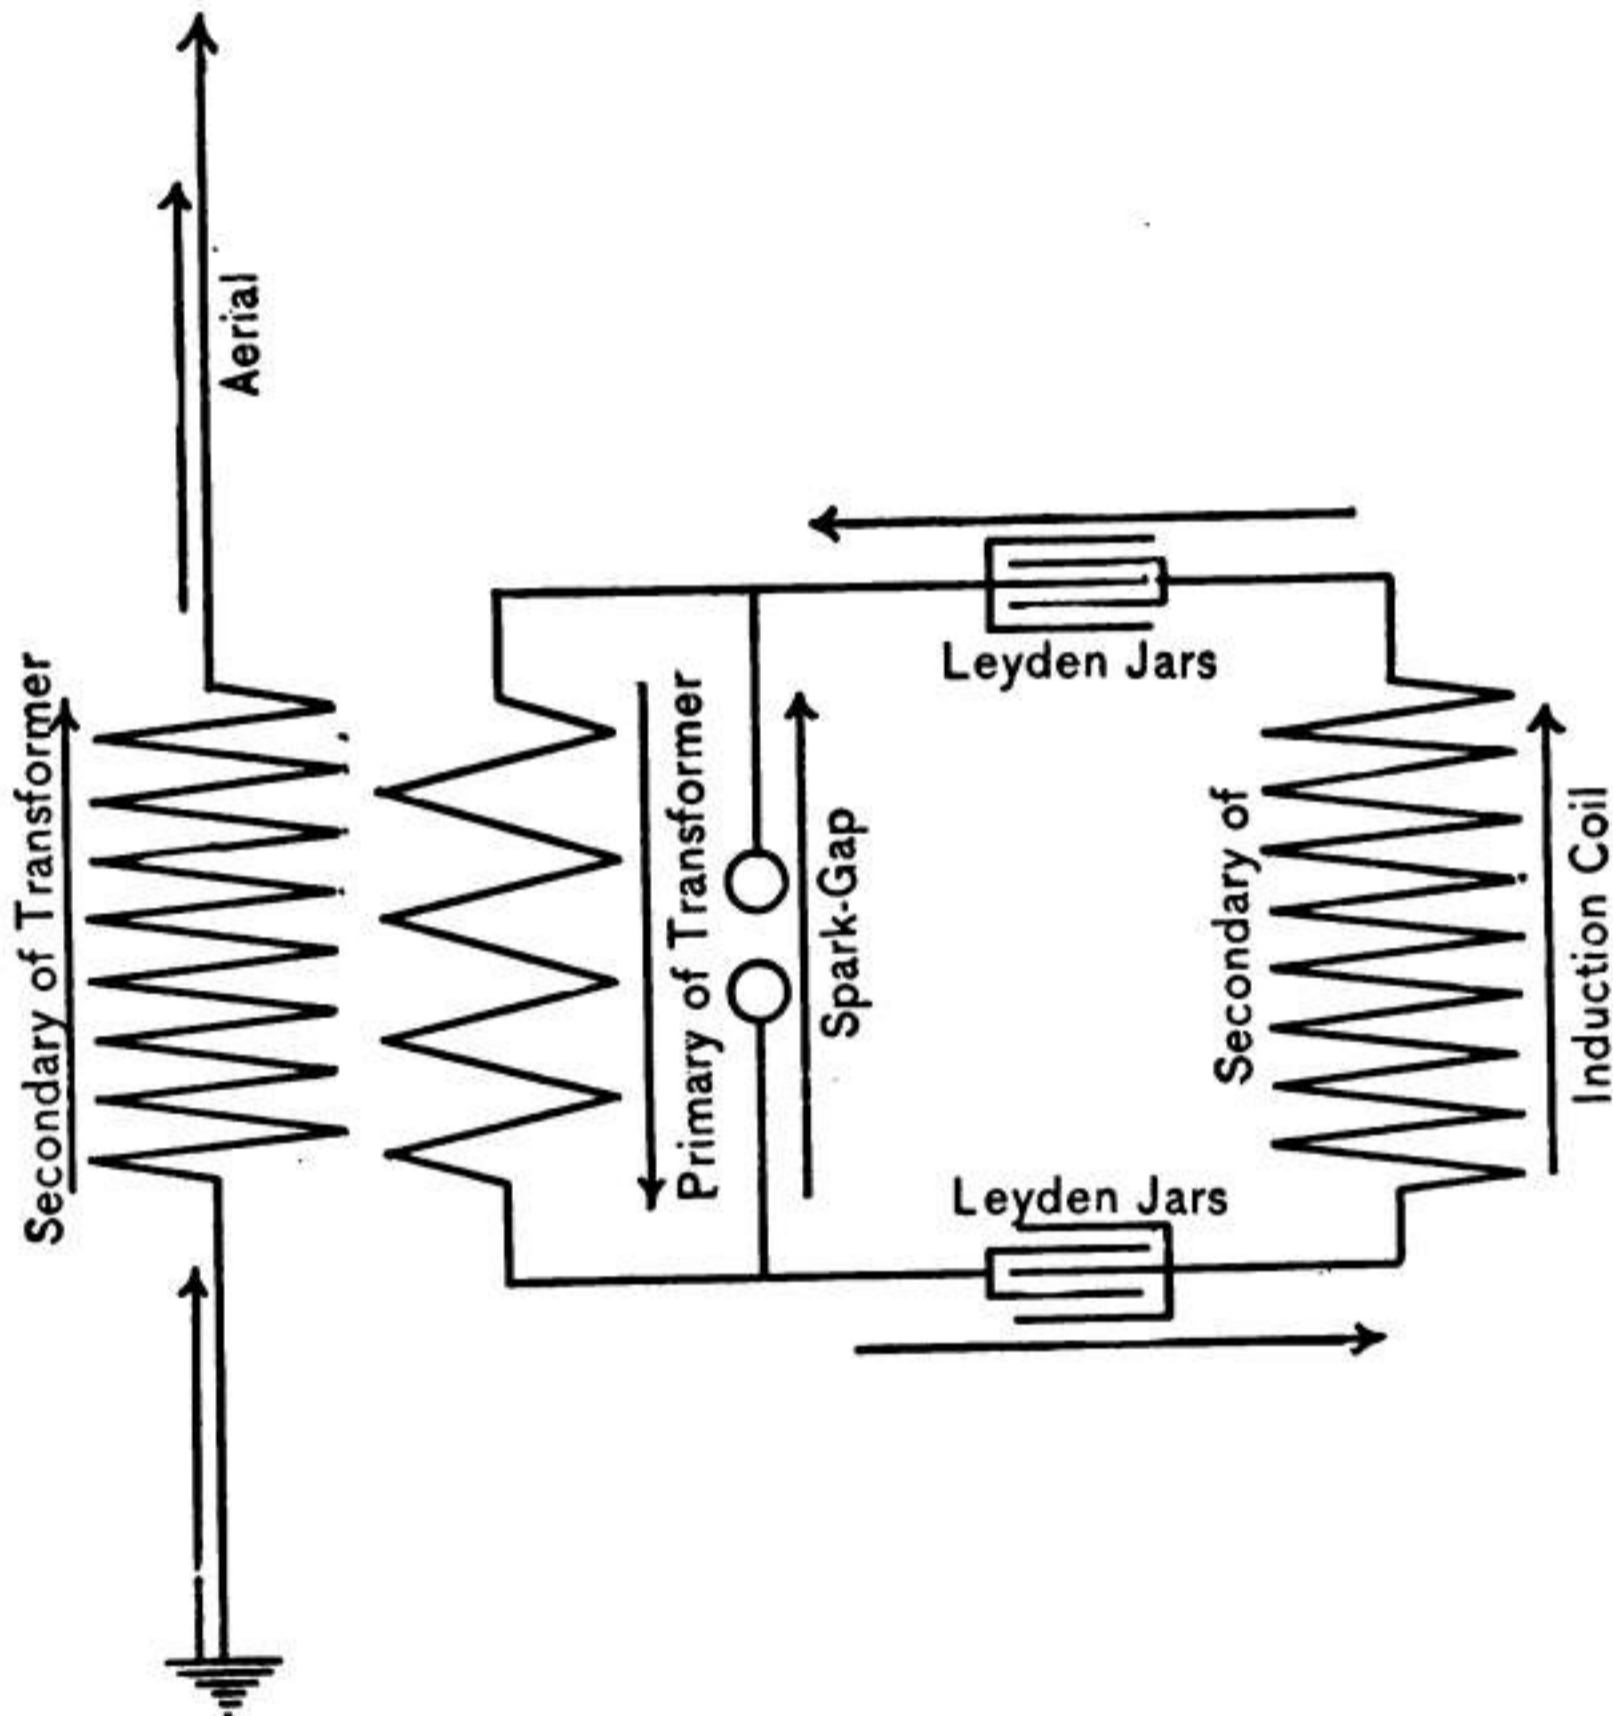 Aerial
Secondary of Transformer
Primary of Transformer
Spark-Gap
Leyden Jars
Leyden Jars
Secondary of
Induction Coil